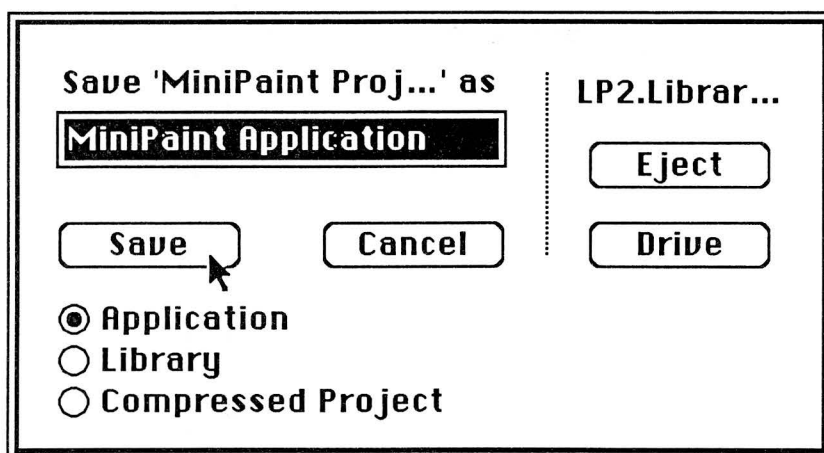 Save 'MiniPaint Proj...' as
MiniPaint Application
Save
Cancel
Application
Library
Compressed Project
LP2.Librar...
Eject
Drive